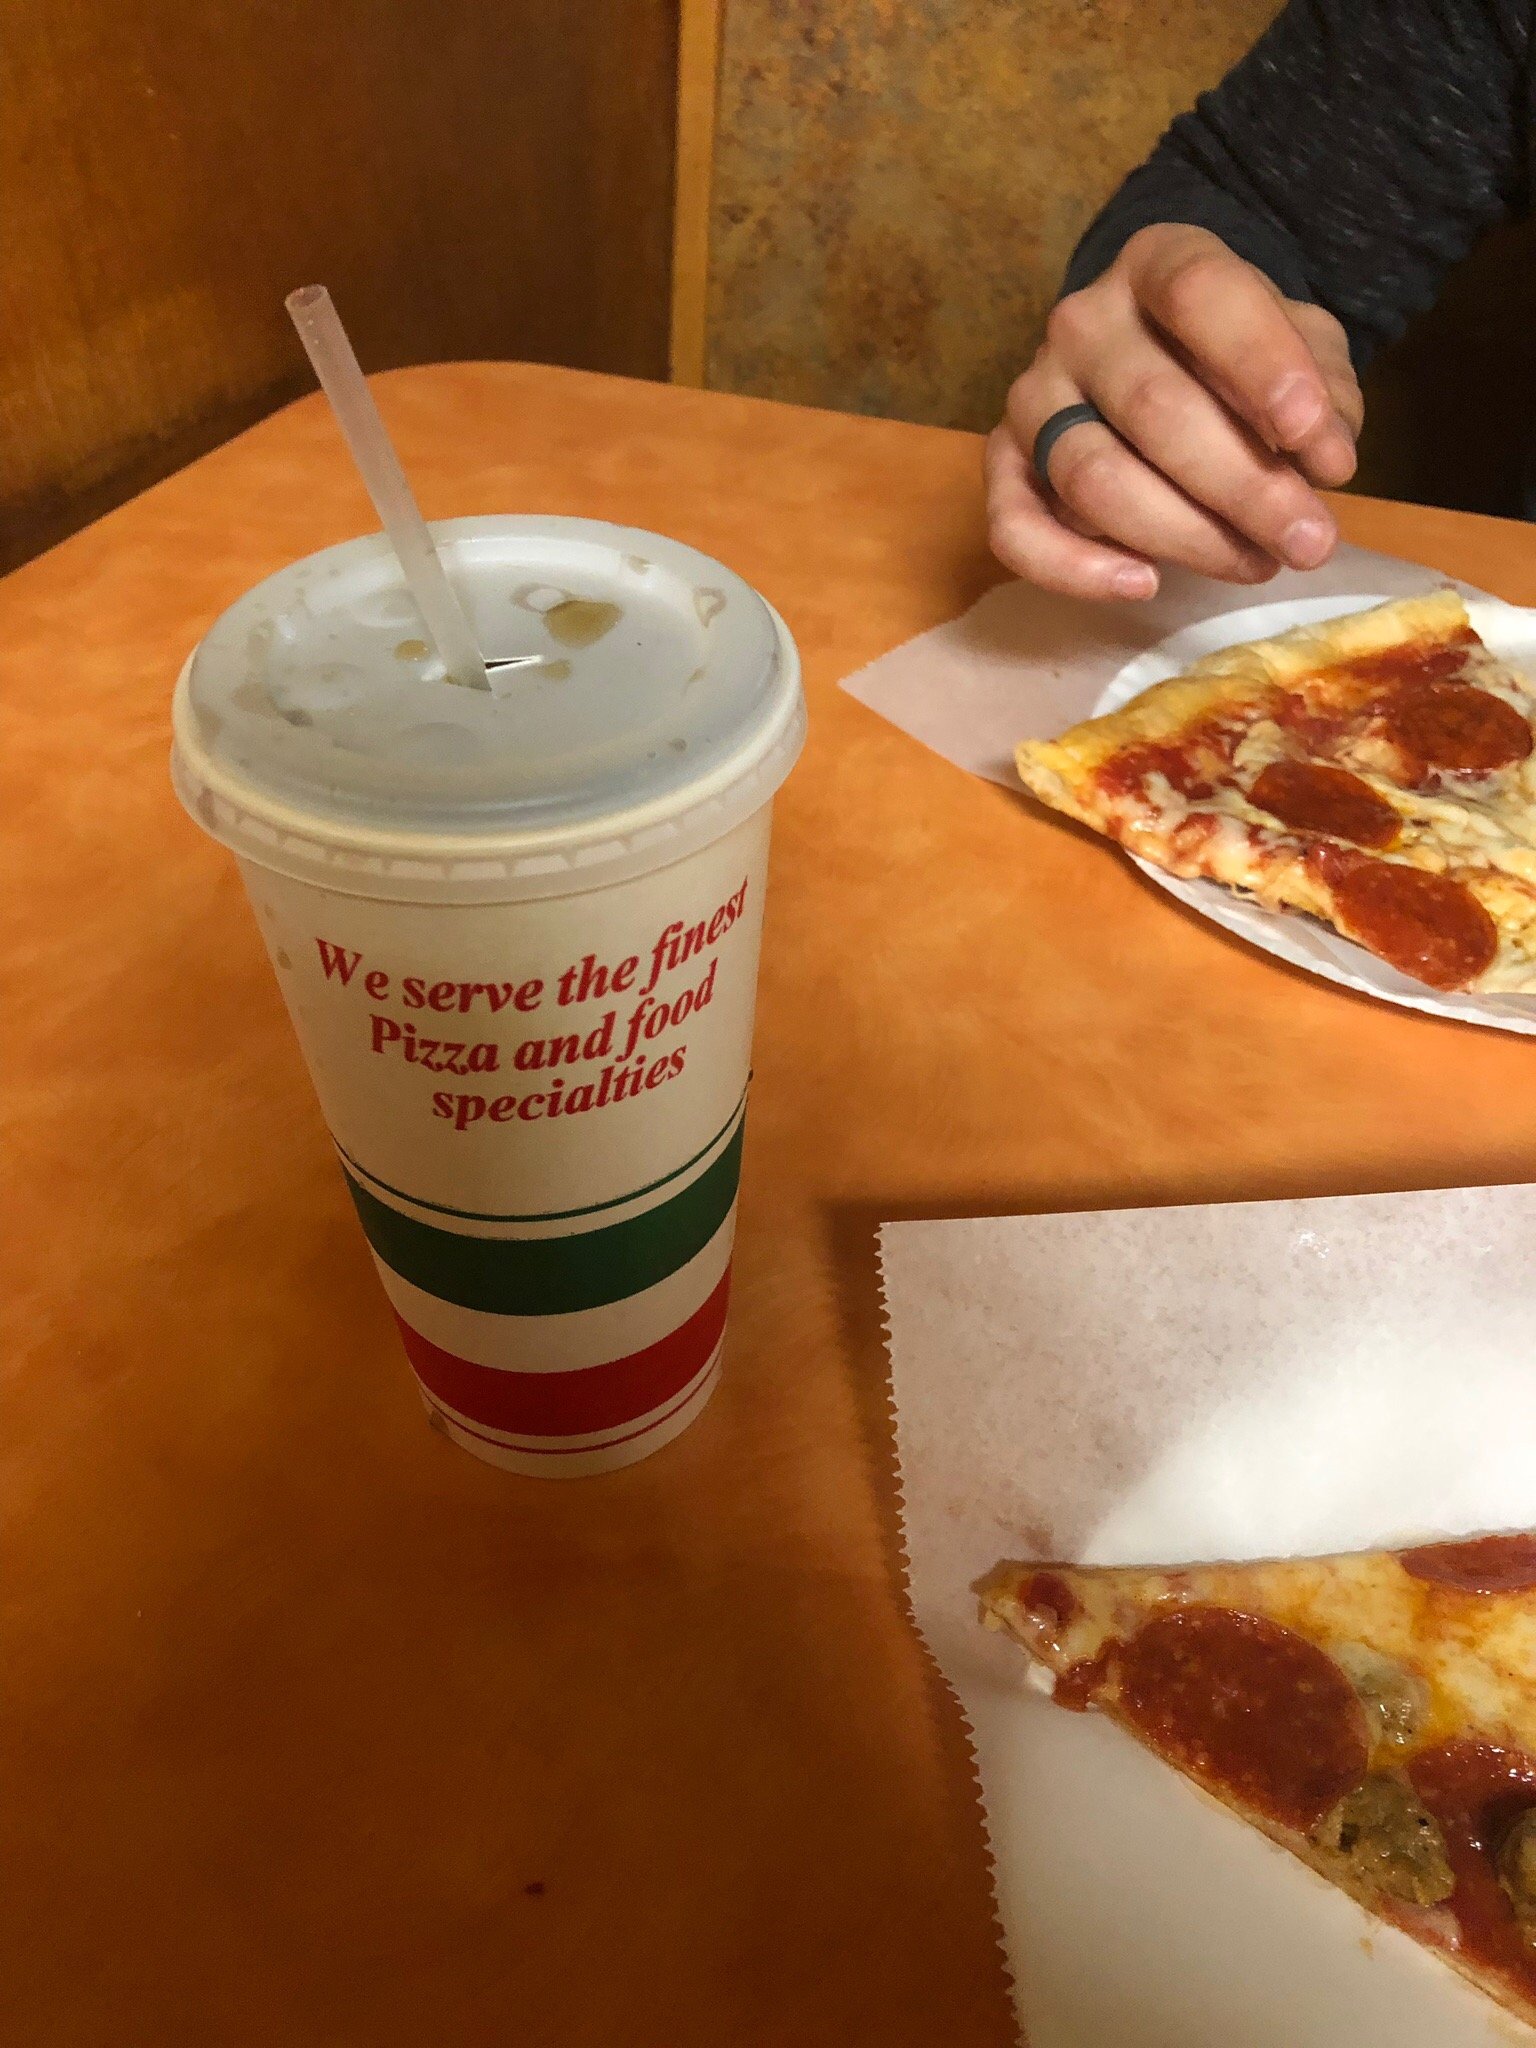 We serve the finest
Pizza and food
specialties